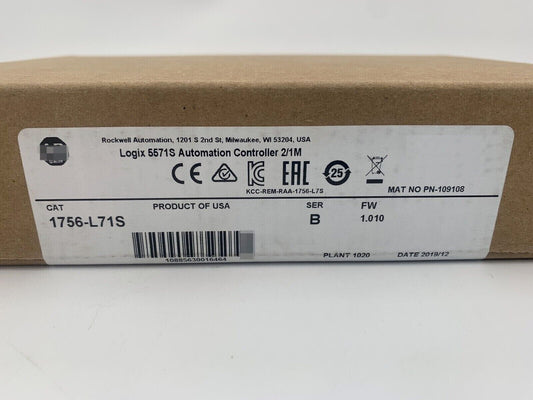 Rockwell Automation, 1201 S 2nd St, Milwaukee, WI 53204, USA
Logix 5571S Automation Controller 2/1M
CE KC EAC 25
KCC-REM-RAA-1756-L7S
MAT NO PN-109108
CAT PRODUCT OF USA SER FW
1756-L71S B 1.010
10885630016464
PLANT 1020 DATE 2019/12